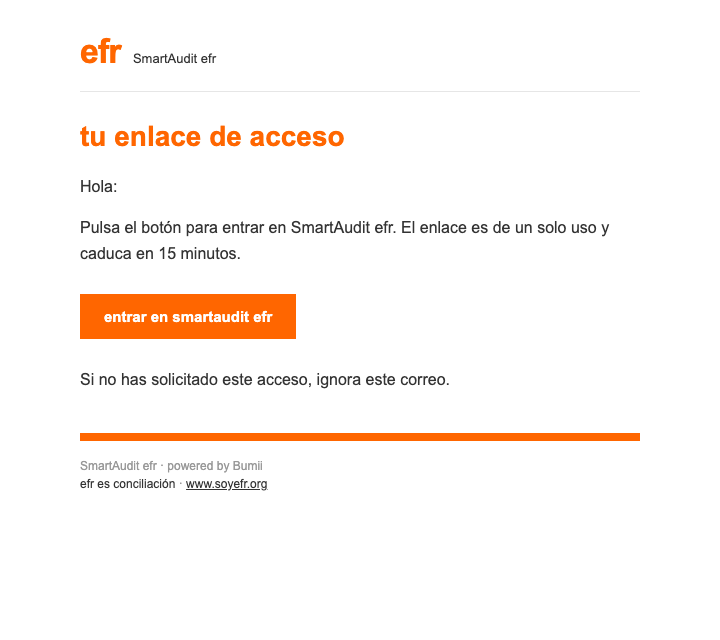 efr SmartAudit efr
tu enlace de acceso
Hola:
Pulsa el botón para entrar en SmartAudit efr. El enlace es de un solo uso y
caduca en 15 minutos.
entrar en smartaudit efr
Si no has solicitado este acceso, ignora este correo.
SmartAudit efr · powered by Bumii
efr es conciliación · www.soyefr.org